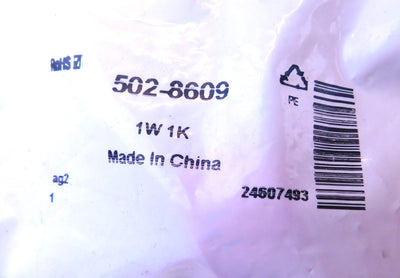 RoHS
502-8609
PE
1W 1K
Made In China
ag2
24607493
1